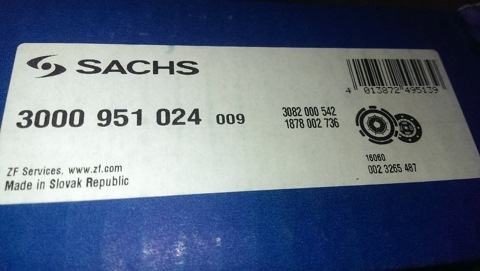 SACHS
4 013872 495139
3000 951 024 009
3082 000 542
1878 002 736
ZF Services, www.zf.com
Made in Slovak Republic
16060
002 3265 487